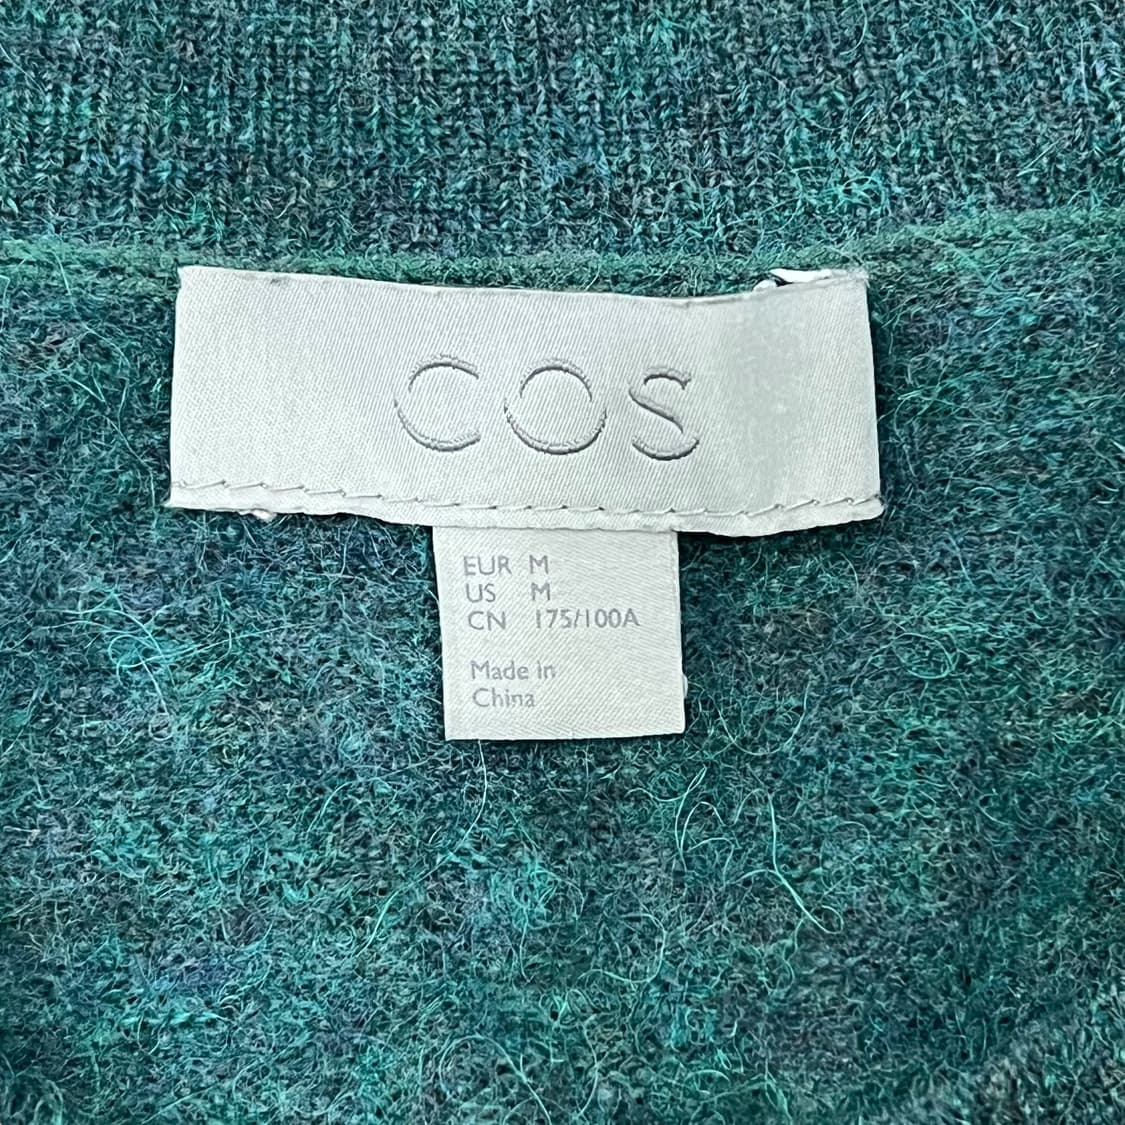 COS
EUR M
US M
CN 175/100A
Made in
China